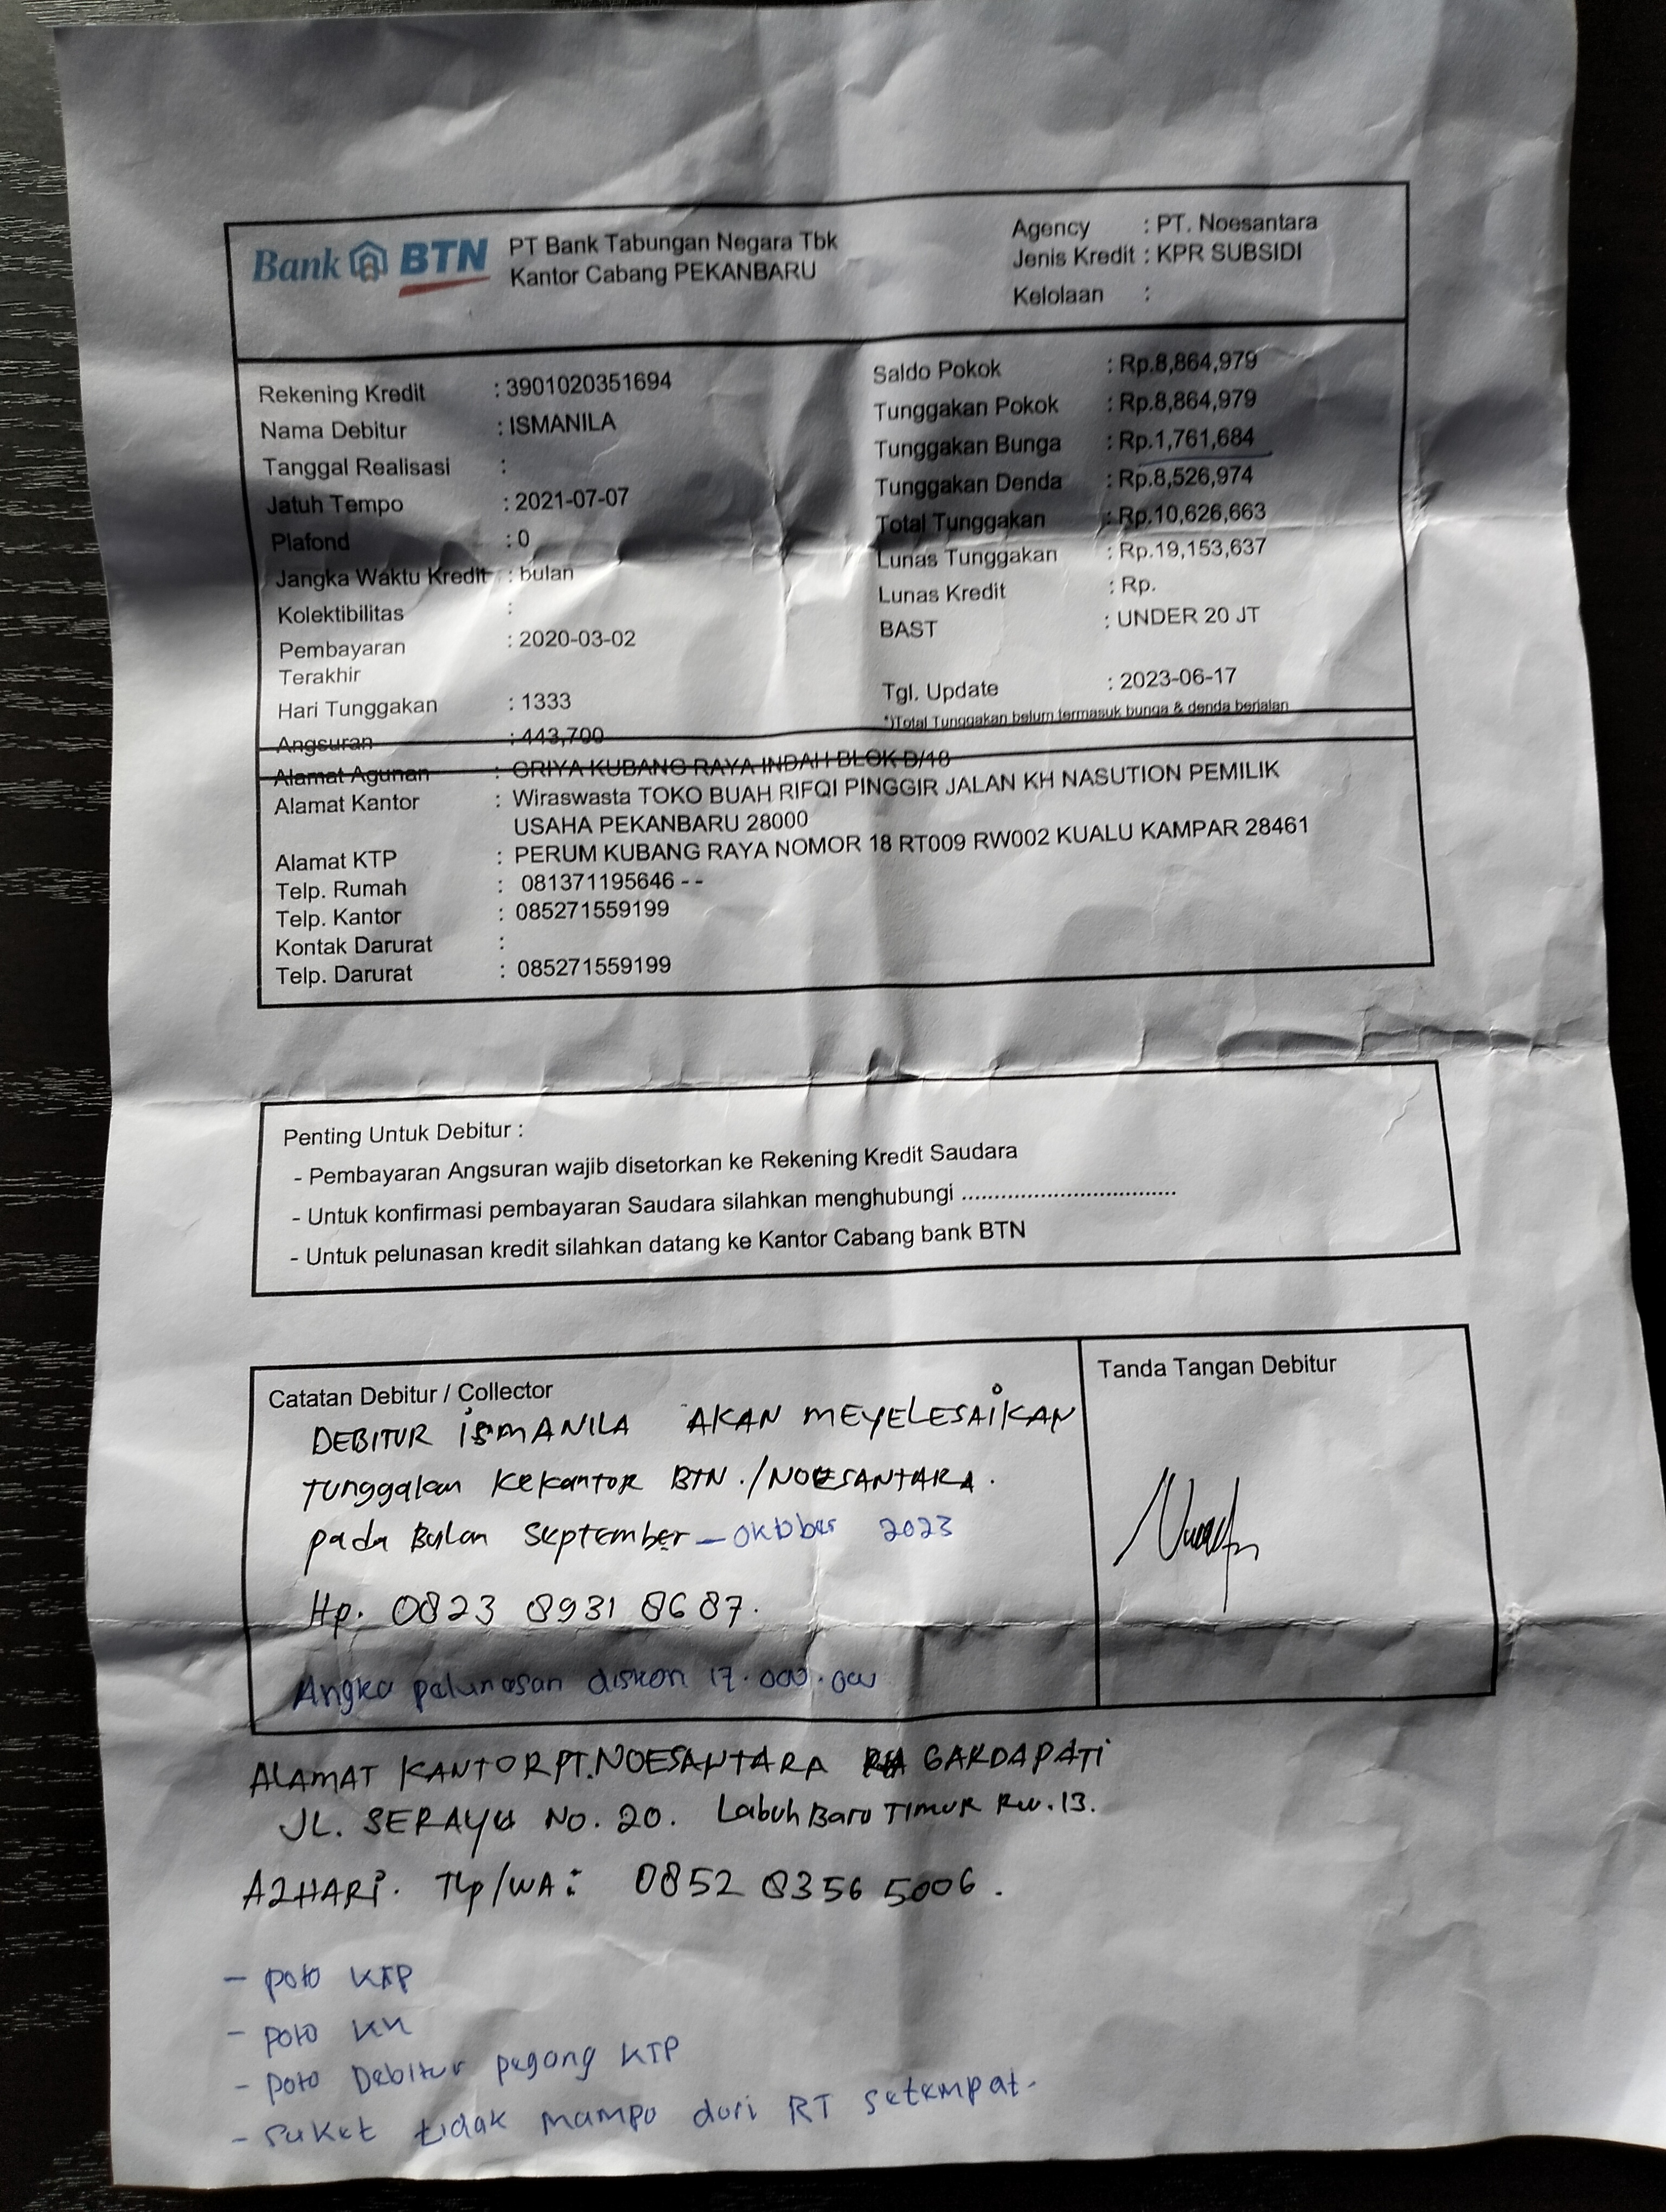 Bank BTN
PT Bank Tabungan Negara Tbk
Kantor Cabang PEKANBARU
Agency : PT. Noesantara
Jenis Kredit : KPR SUBSIDI
Kelolaan :
Rekening Kredit : 3901020351694
Nama Debitur : ISMANILA
Tanggal Realisasi :
Jatuh Tempo : 2021-07-07
Plafond : 0
Jangka Waktu Kredit : bulan
Kolektibilitas :
Pembayaran : 2020-03-02
Terakhir
Hari Tunggakan : 1333
Angsuran : 443,700
Saldo Pokok : Rp.8,864,979
Tunggakan Pokok : Rp.8,864,979
Tunggakan Bunga : Rp.1,761,684
Tunggakan Denda : Rp.8,526,974
Total Tunggakan : Rp.10,626,663
Lunas Tunggakan : Rp.19,153,637
Lunas Kredit : Rp.
BAST : UNDER 20 JT
Tgl. Update : 2023-06-17
*)Total Tunggakan belum termasuk bunga & denda berjalan
Alamat Agunan : GRIYA KUBANG RAYA INDAH BLOK D/18
Alamat Kantor : Wiraswasta TOKO BUAH RIFQI PINGGIR JALAN KH NASUTION PEMILIK
USAHA PEKANBARU 28000
Alamat KTP : PERUM KUBANG RAYA NOMOR 18 RT009 RW002 KUALU KAMPAR 28461
Telp. Rumah : 081371195646 - -
Telp. Kantor : 085271559199
Kontak Darurat :
Telp. Darurat : 085271559199
Penting Untuk Debitur :
- Pembayaran Angsuran wajib disetorkan ke Rekening Kredit Saudara
- Untuk konfirmasi pembayaran Saudara silahkan menghubungi ................................
- Untuk pelunasan kredit silahkan datang ke Kantor Cabang bank BTN
Catatan Debitur / Collector
Tanda Tangan Debitur
DEBITUR ISMANILA AKAN MEYELESAIKAN
Tunggakan KeKantor BTN./NOESANTARA.
pada Bulan September - Oktober 2023
Hp. 0823 8931 8687.
Angka pelunasan diskon 17.000.000
ALAMAT KANTOR PT.NOESANTARA GARDAPATI
JL. SERAYU No. 20. Labuh Baru Timur Rw. 13.
AZHARI. Tlp/WA: 0852 8356 5006.
- poto KTP
- poto KK
- poto Debitur pegang KTP
- suket tidak mampu dari RT setempat.